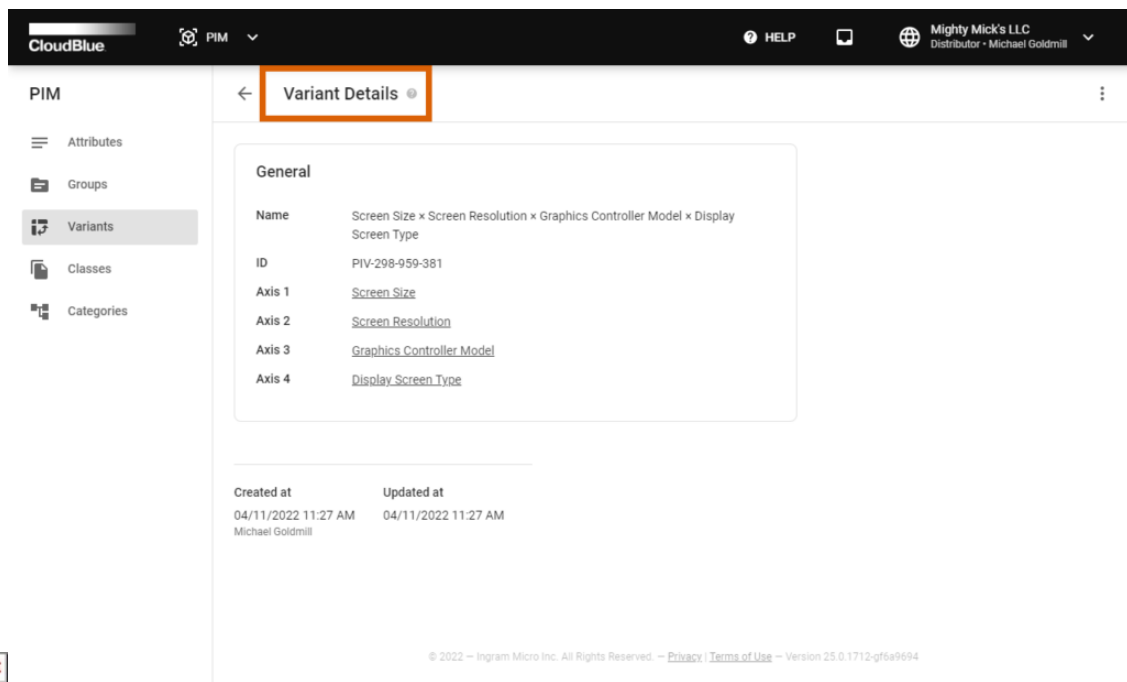 CloudBlue
PIM
HELP
Mighty Mick's LLC
Distributor • Michael Goldmill
PIM
Variant Details
Attributes
Groups
Variants
Classes
Categories
General
Name Screen Size × Screen Resolution × Graphics Controller Model × Display
Screen Type
ID PIV-298-959-381
Axis 1 Screen Size
Axis 2 Screen Resolution
Axis 3 Graphics Controller Model
Axis 4 Display Screen Type
Created at Updated at
04/11/2022 11:27 AM 04/11/2022 11:27 AM
Michael Goldmill
© 2022 – Ingram Micro Inc. All Rights Reserved. – Privacy | Terms of Use – Version 25.0.1712-gf6a9694